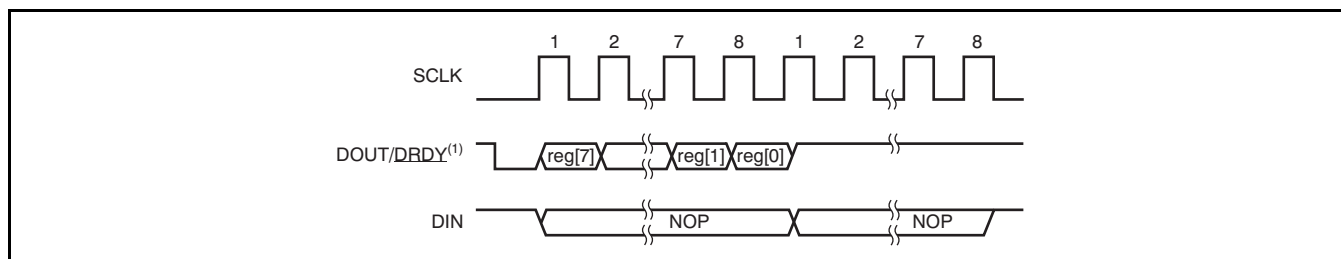 1 2 7 8 1 2 7 8
SCLK
DOUT/DRDY(1) reg[7] reg[1] reg[0]
DIN NOP NOP